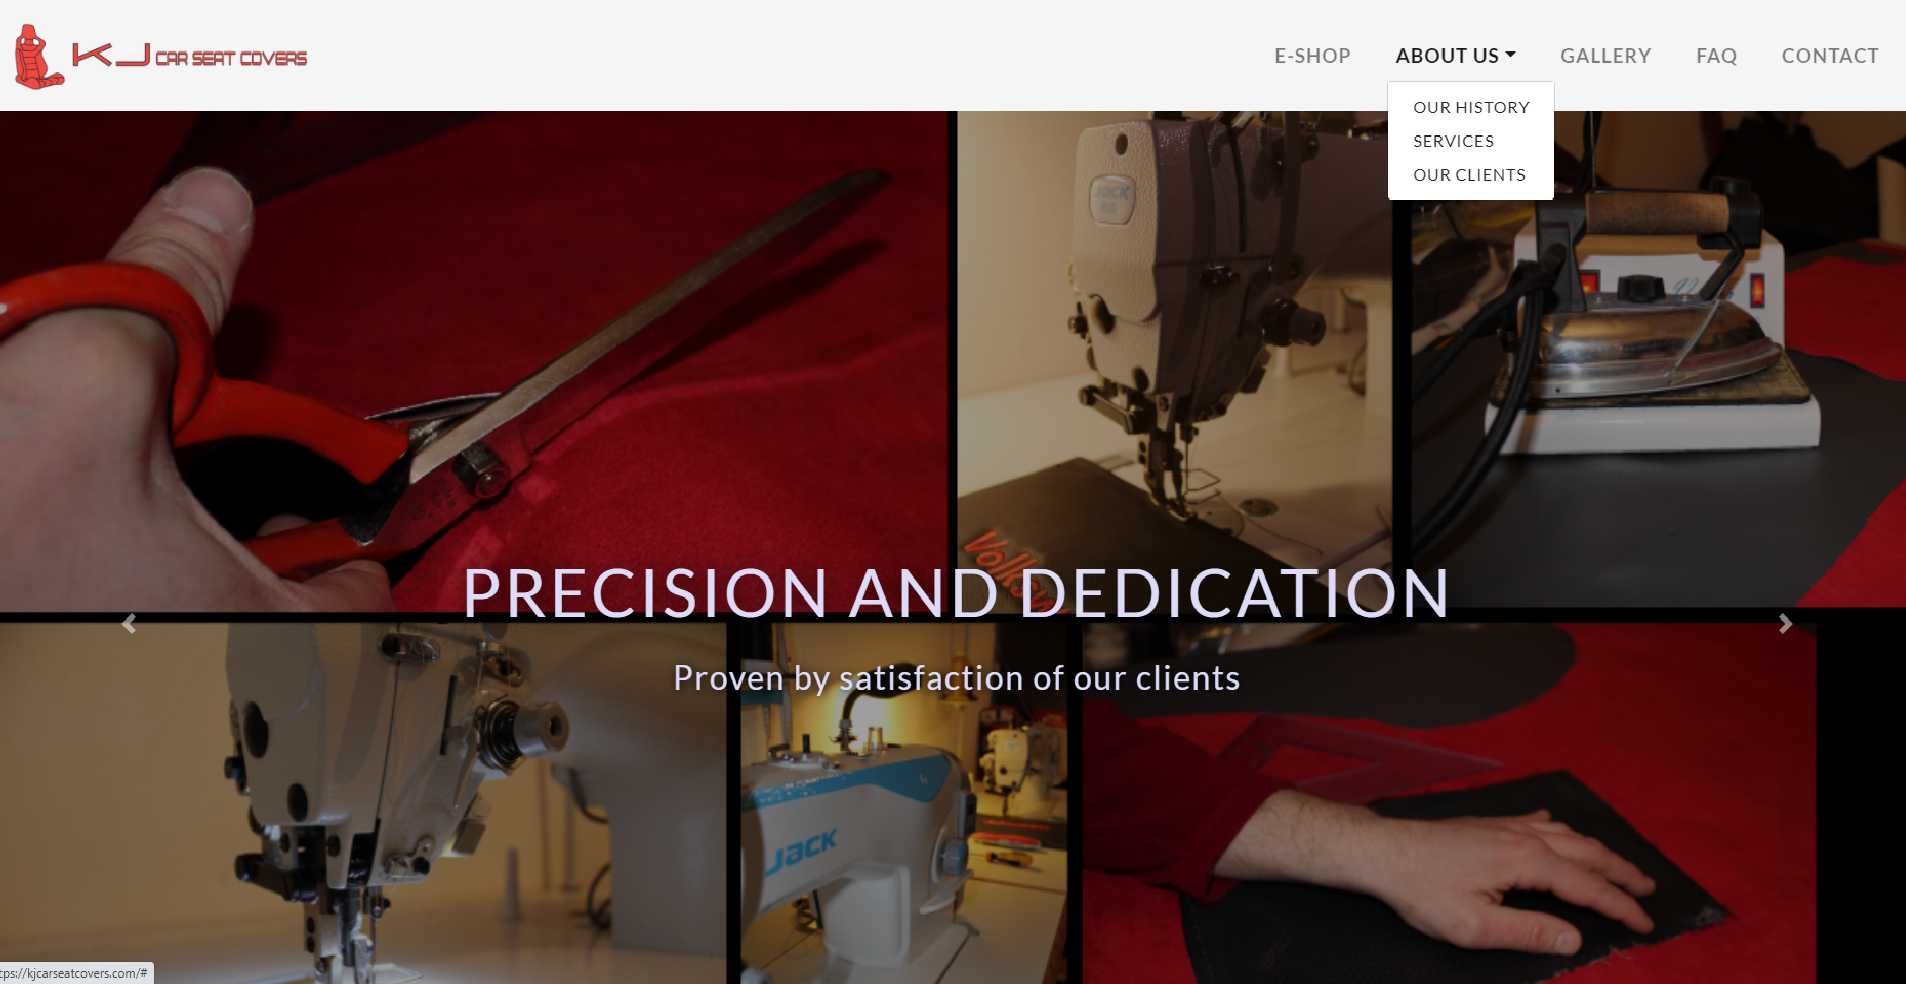 KJ CAR SEAT COVERS
E-SHOP
ABOUT US
GALLERY
FAQ
CONTACT
OUR HISTORY
SERVICES
OUR CLIENTS
JACK
Volksw
PRECISION AND DEDICATION
Proven by satisfaction of our clients
JACK
tps://kjcarseatcovers.com/#